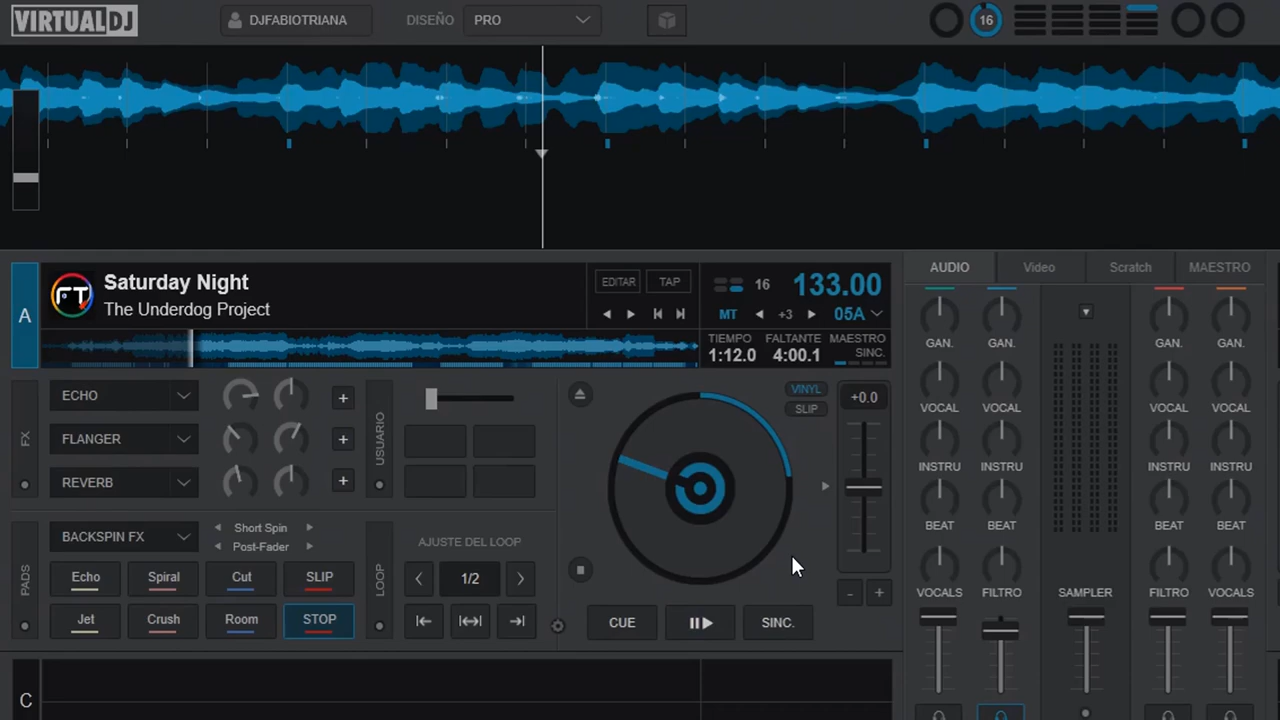 VIRTUALDJ
DJFABIOTRIANA
DISEÑO
PRO
16
A
Saturday Night
The Underdog Project
EDITAR
TAP
16
133.00
MT
+3
05A
TIEMPO
FALTANTE
MAESTRO
1:12.0
4:00.1
SINC.
AUDIO
Video
Scratch
MAESTRO
GAN.
GAN.
GAN.
GAN.
VOCAL
VOCAL
VOCAL
VOCAL
INSTRU
INSTRU
INSTRU
INSTRU
BEAT
BEAT
BEAT
BEAT
VOCALS
FILTRO
SAMPLER
FILTRO
VOCALS
FX
ECHO
+
FLANGER
+
REVERB
+
USUARIO
VINYL
SLIP
+0.0
PADS
BACKSPIN FX
Short Spin
Post-Fader
Echo
Spiral
Cut
SLIP
Jet
Crush
Room
STOP
LOOP
AJUSTE DEL LOOP
1/2
CUE
SINC.
-
+
C